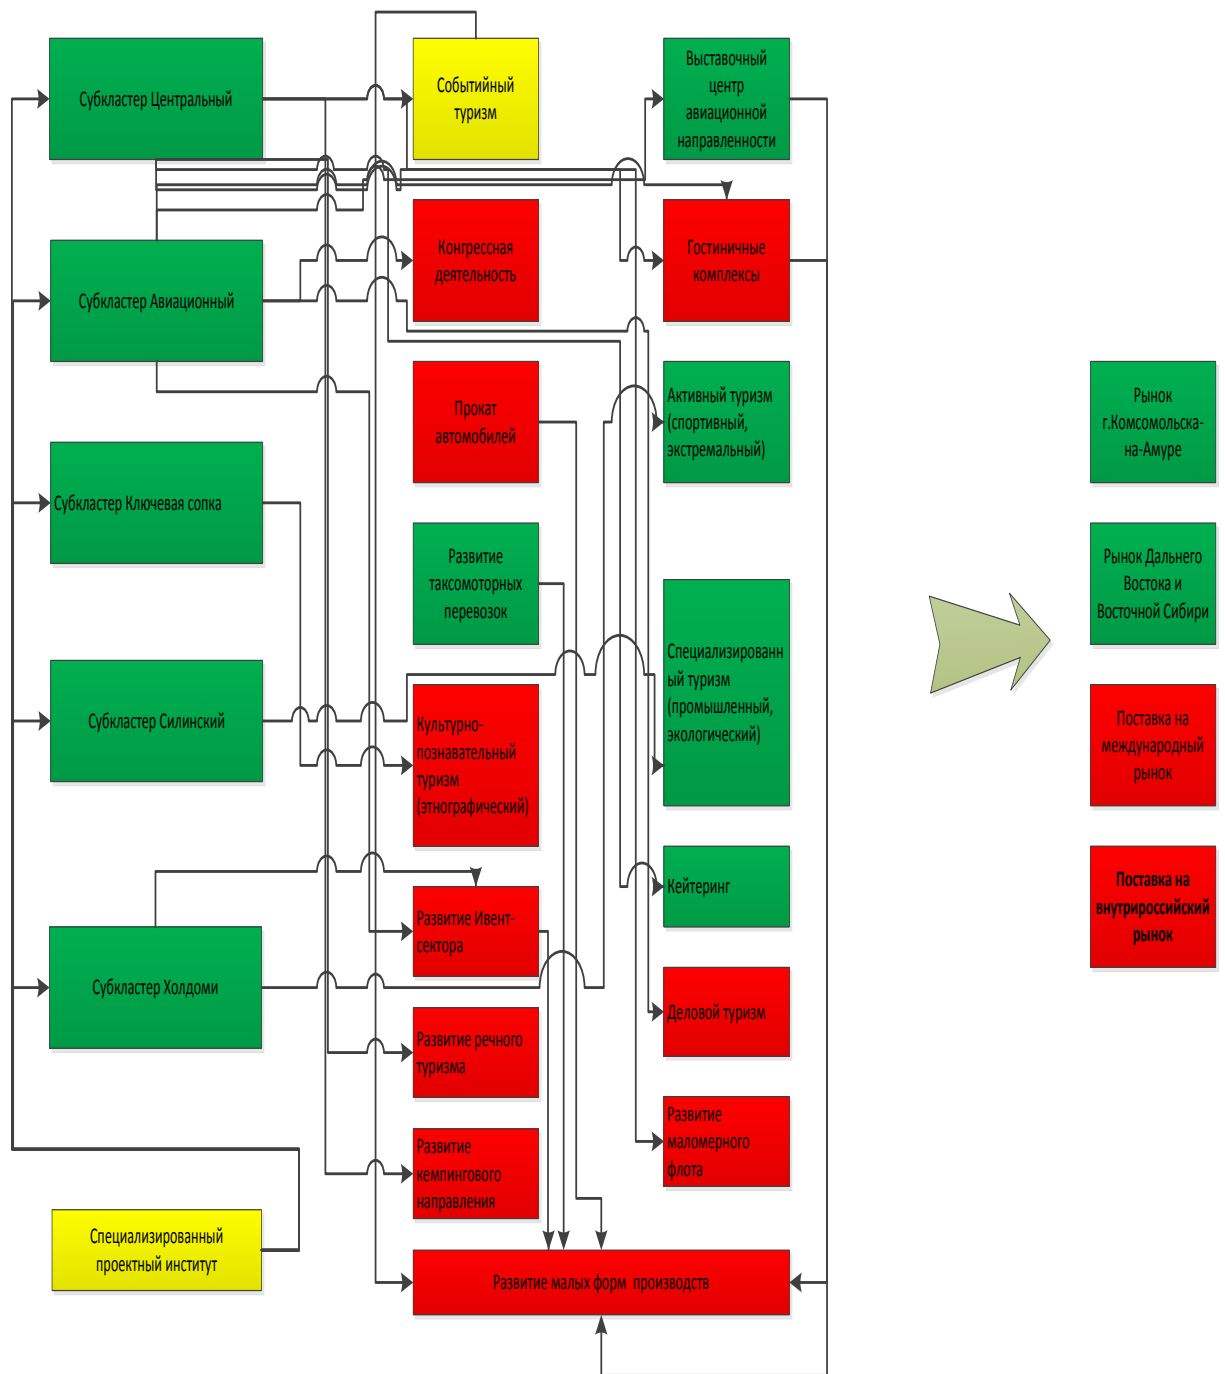 Субкластер Центральный
Событийный
туризм
Выставочный
центр
авиационной
направленности
Субкластер Авиационный
Конгрессная
деятельность
Гостиничные
комплексы
Прокат
автомобилей
Активный туризм
(спортивный,
экстремальный)
Рынок
г.Комсомольска-
на-Амуре
Субкластер Ключевая сопка
Развитие
таксомоторных
перевозок
Специализированн
ый туризм
(промышленный,
экологический)
Рынок Дальнего
Востока и
Восточной Сибири
Субкластер Силинский
Культурно-
познавательный
туризм
(этнографический)
Поставка на
международный
рынок
Кейтеринг
Поставка на
внутрироссийский
рынок
Развитие Ивент-
сектора
Субкластер Холдоми
Деловой туризм
Развитие речного
туризма
Развитие
кемпингового
направления
Развитие
маломерного
флота
Специализированный
проектный институт
Развитие малых форм  производств